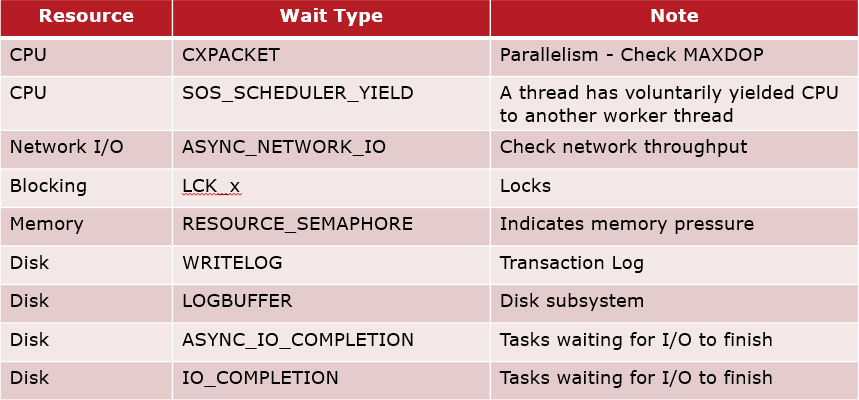 Resource Wait Type Note
CPU CXPACKET Parallelism - Check MAXDOP
CPU SOS_SCHEDULER_YIELD A thread has voluntarily yielded CPU
to another worker thread
Network I/O ASYNC_NETWORK_IO Check network throughput
Blocking LCK_x Locks
Memory RESOURCE_SEMAPHORE Indicates memory pressure
Disk WRITELOG Transaction Log
Disk LOGBUFFER Disk subsystem
Disk ASYNC_IO_COMPLETION Tasks waiting for I/O to finish
Disk IO_COMPLETION Tasks waiting for I/O to finish